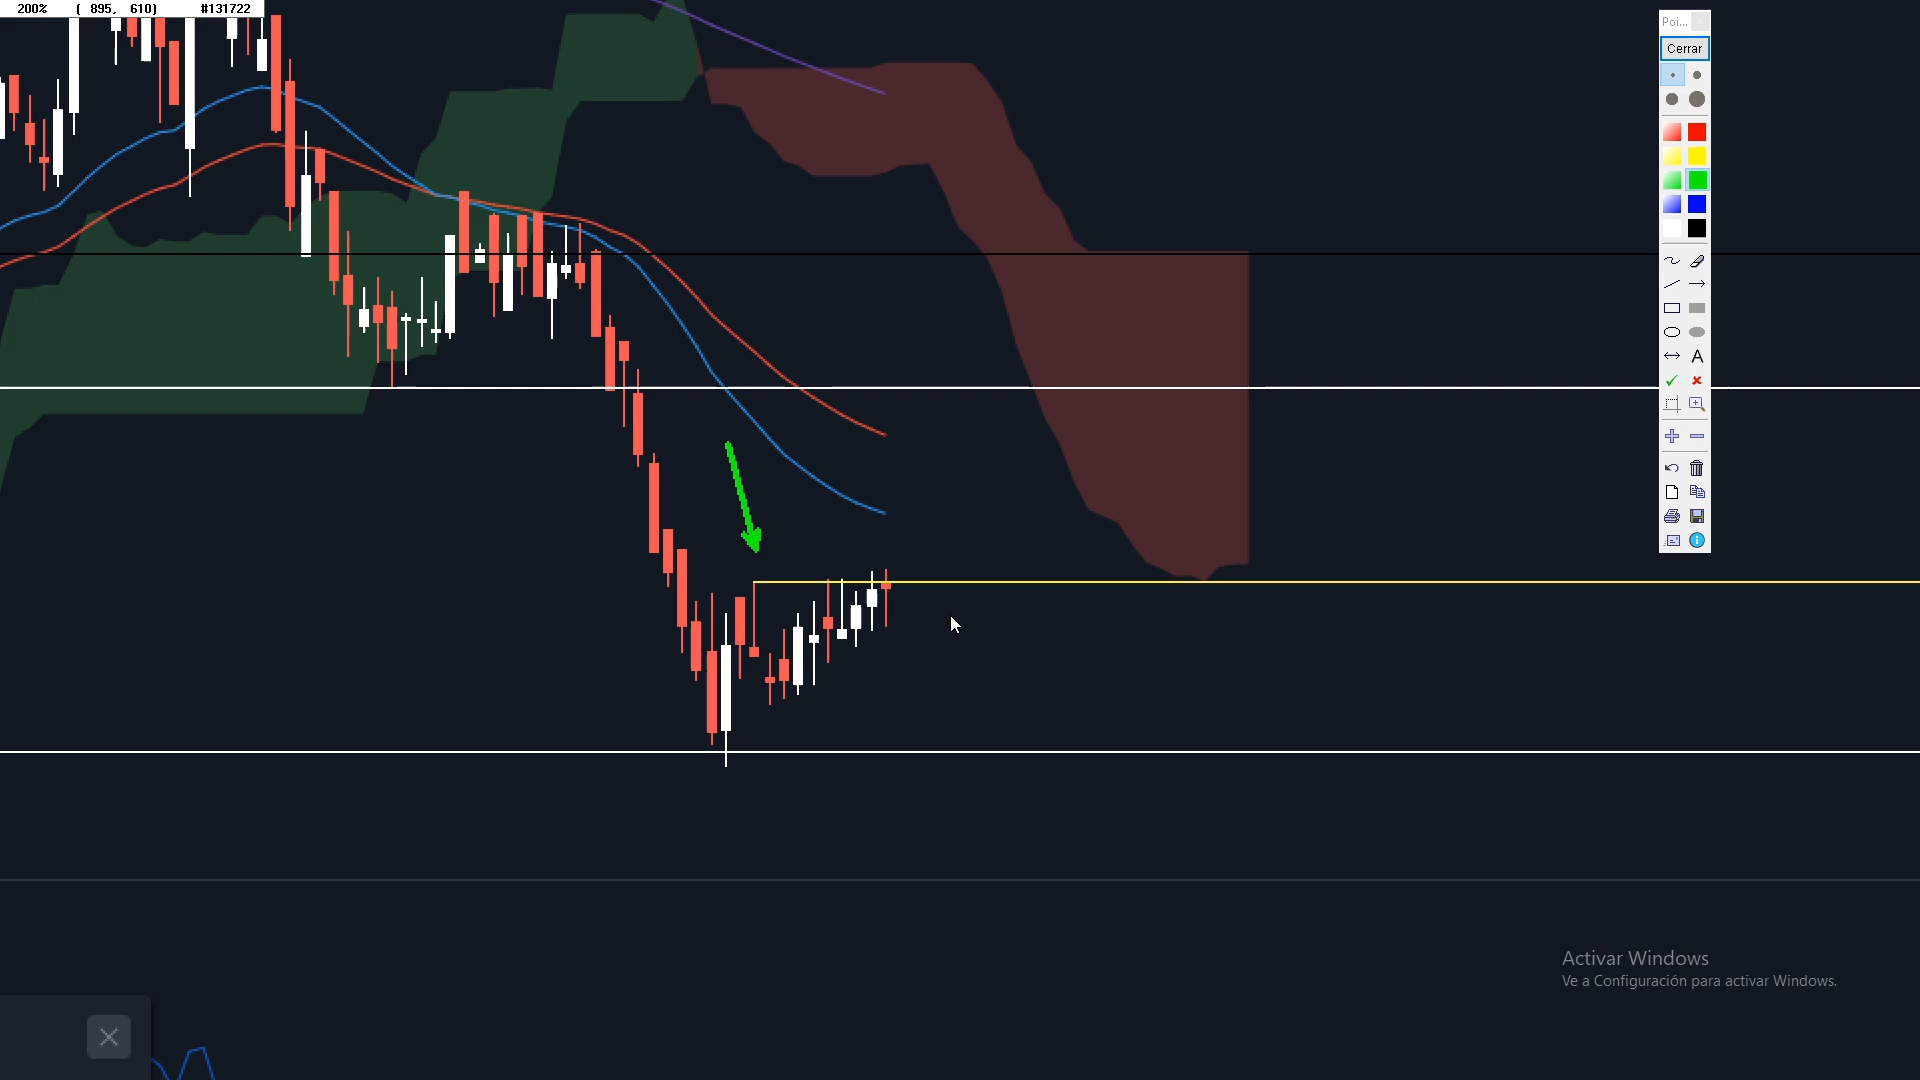 200% ( 895, 610) #131722
Poi...
Cerrar
A
Activar Windows
Ve a Configuración para activar Windows.